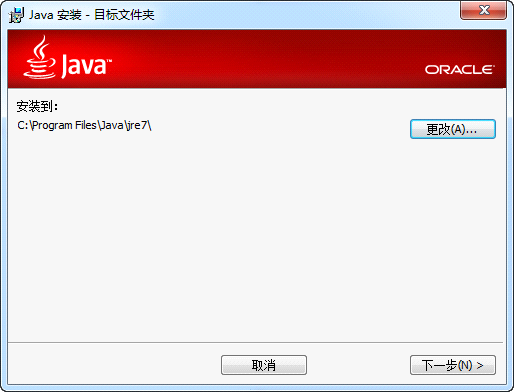 Java 安装 - 目标文件夹
Java™
ORACLE
安装到：
C:\Program Files\Java\jre7\
更改(A)...
取消
下一步(N) >